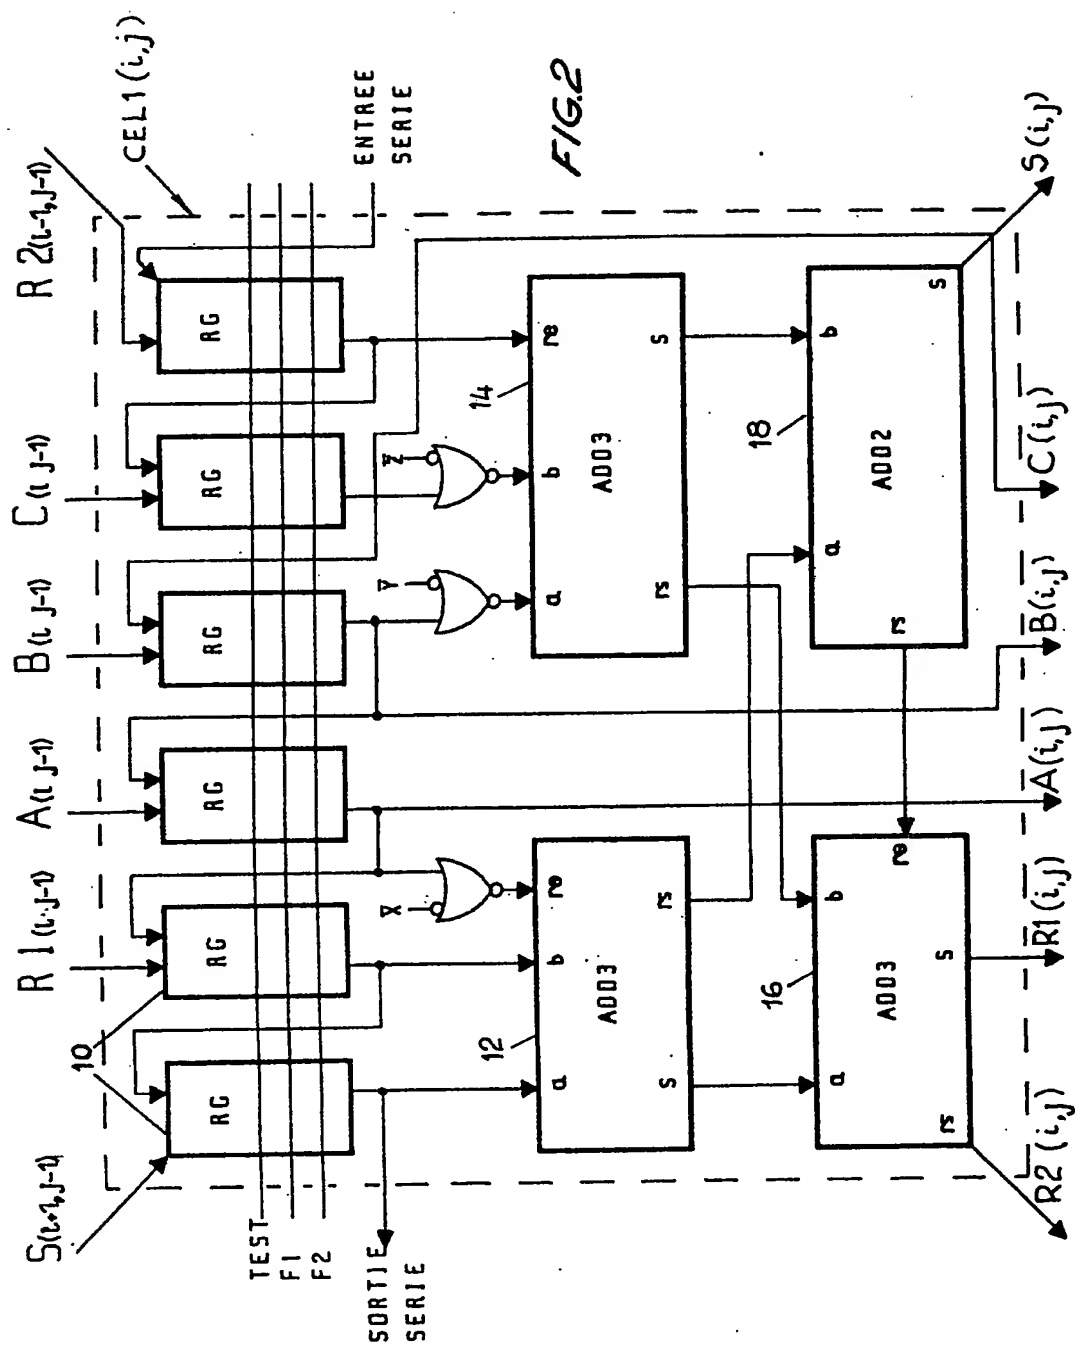 S(i+1,j-1)
R1(i,j-1)
A(i,j-1)
B(i,j-1)
C(i,j-1)
R2(i-1,j-1)
CEL1(i,j)
10
RG
RG
RG
RG
RG
RG
TEST
F1
F2
ENTREE
SERIE
SORTIE
SERIE
X̅
Y̅
Z̅
12
a
b
re
ADD3
s
rs
14
a
b
re
ADD3
rs
s
16
a
b
re
ADD3
rs
s
18
a
b
ADD2
rs
s
R2(i,j)
R1(i,j)
A(i,j)
B(i,j)
C(i,j)
S(i,j)
FIG.2